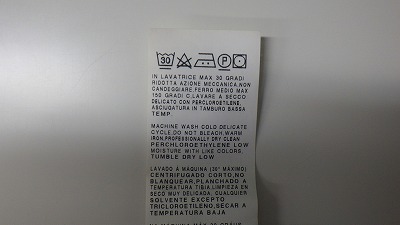 30 P
IN LAVATRICE MAX 30 GRADI
RIDOTTA AZIONE MECCANICA,NON
CANDEGGIARE,FERRO MEDIO MAX
150 GRADI C,LAVARE A SECCO
DELICATO CON PERCLOROETILENE,
ASCIUGATURA IN TAMBURO BASSA
TEMP
MACHINE WASH COLD DELICATE
CYCLE,DO NOT BLEACH,WARM
IRON,PROFESSIONALLY DRY CLEAN
PERCHLOROETHYLENE LOW
MOISTURE WITH LIKE COLORS.
TUMBLE DRY LOW
LAVADO A MAQUINA (30° MAXIMO)
CENTRIFUGADO CORTO,NO
BLANQUEAR,PLANCHADO A
TEMPERATURA TIBIA,LIMPIEZA EN
SECO MUY DELICADA, CUALQUIER
SOLVENTE EXCEPTO
TRICLOROETILENO,SECAR A
TEMPERATURA BAJA